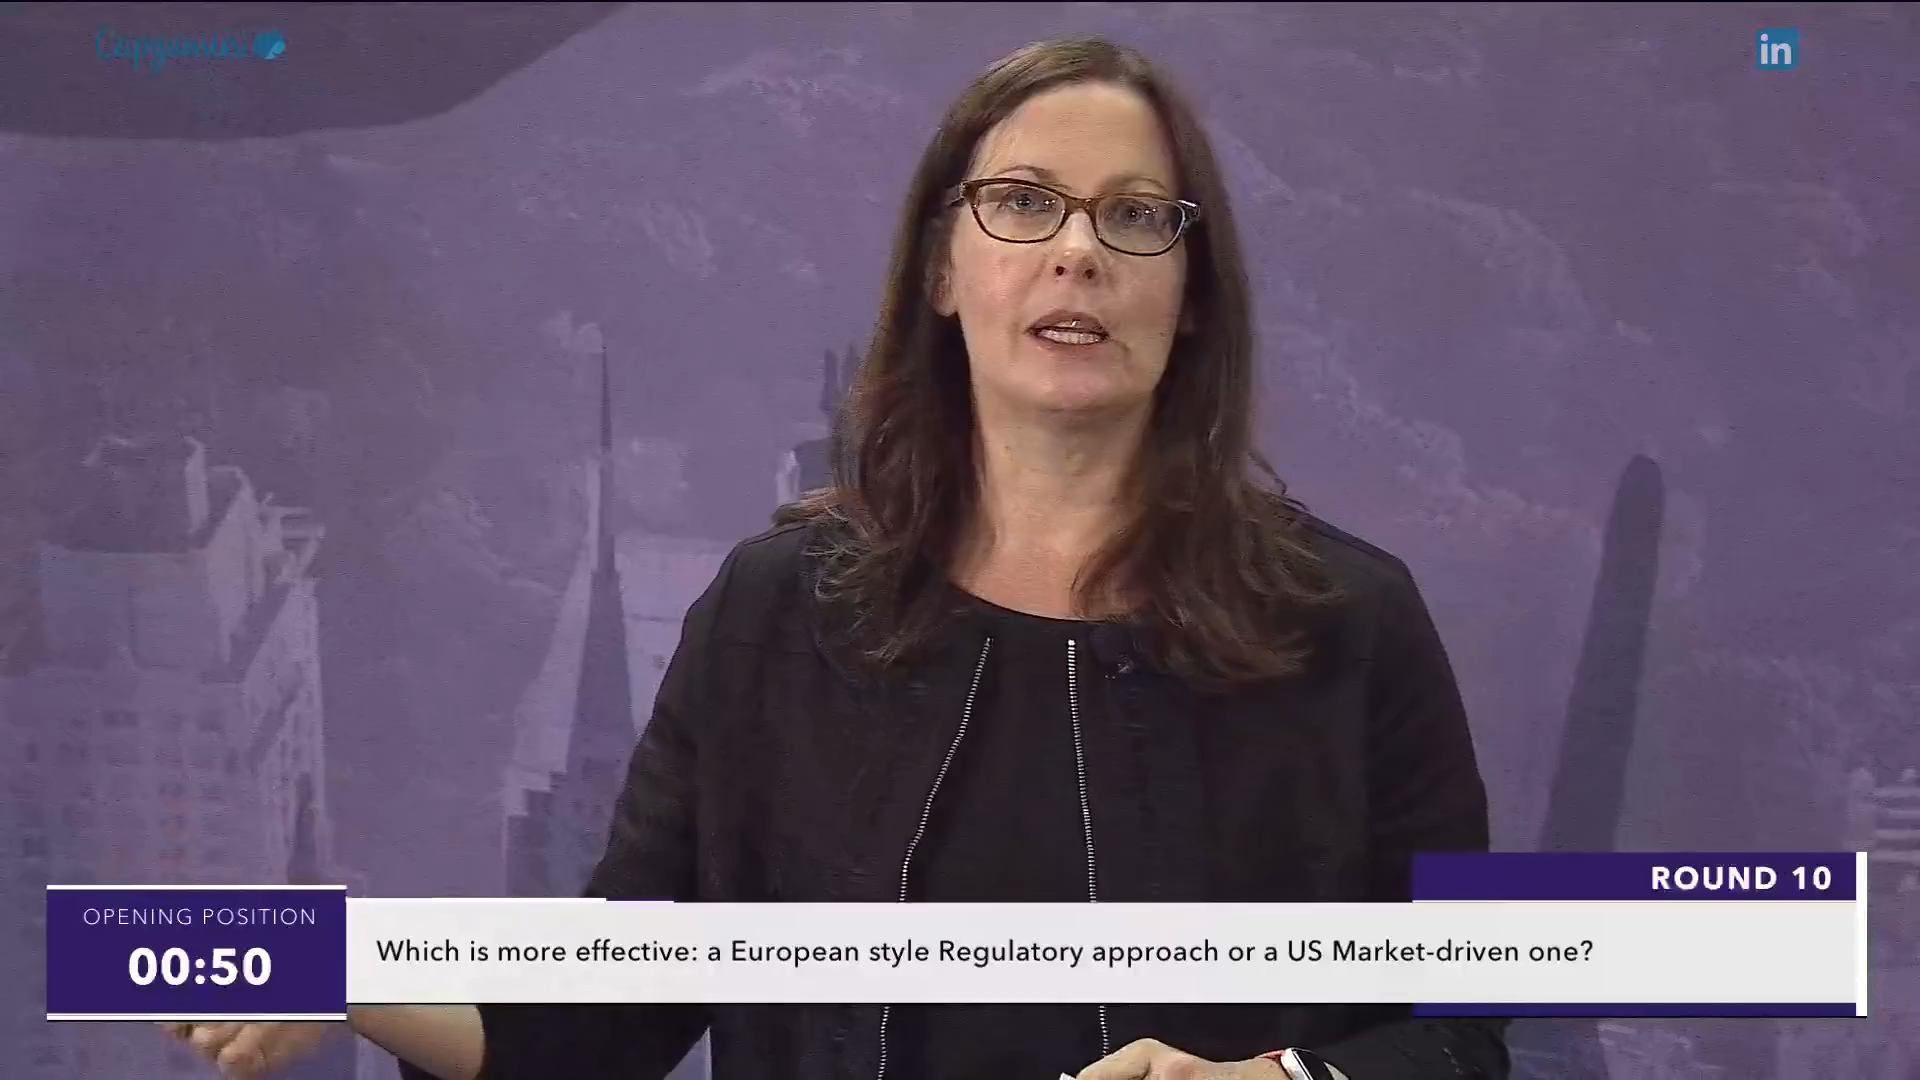 Capgemini
in
ROUND 10
OPENING POSITION
00:50
Which is more effective: a European style Regulatory approach or a US Market-driven one?